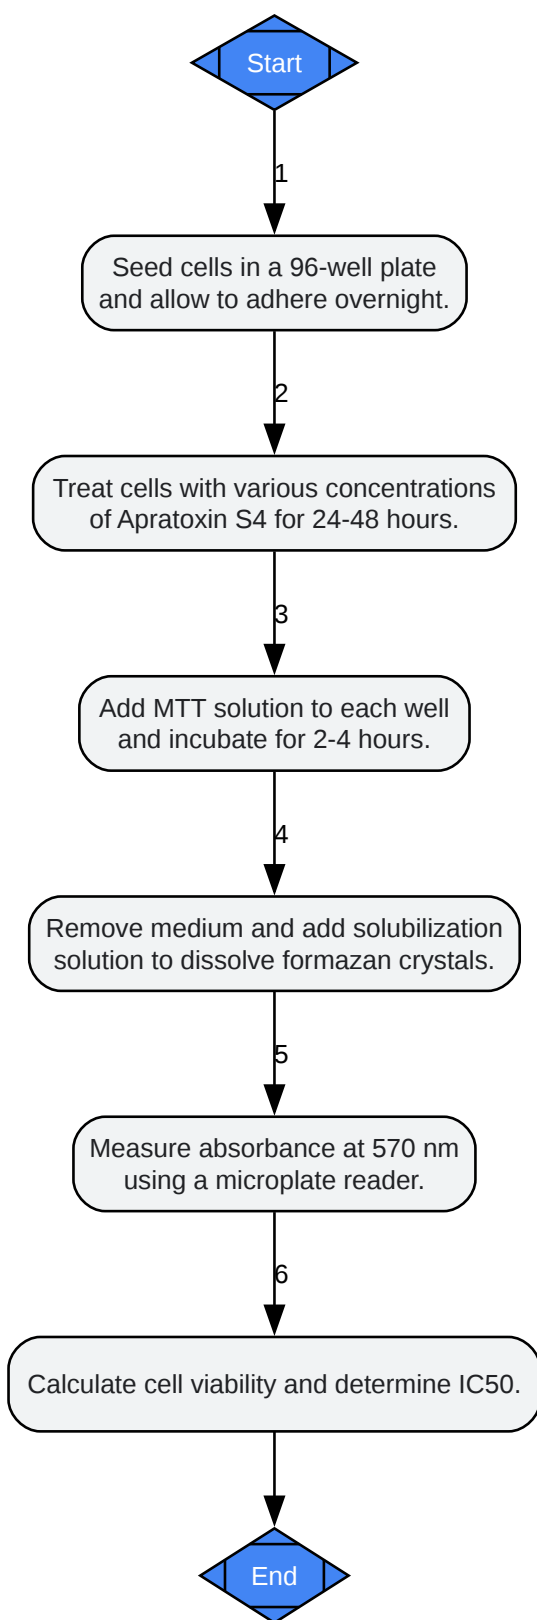 Start
1
Seed cells in a 96-well plate
and allow to adhere overnight.
2
Treat cells with various concentrations
of Apratoxin S4 for 24-48 hours.
3
Add MTT solution to each well
and incubate for 2-4 hours.
4
Remove medium and add solubilization
solution to dissolve formazan crystals.
5
Measure absorbance at 570 nm
using a microplate reader.
6
Calculate cell viability and determine IC50.
End